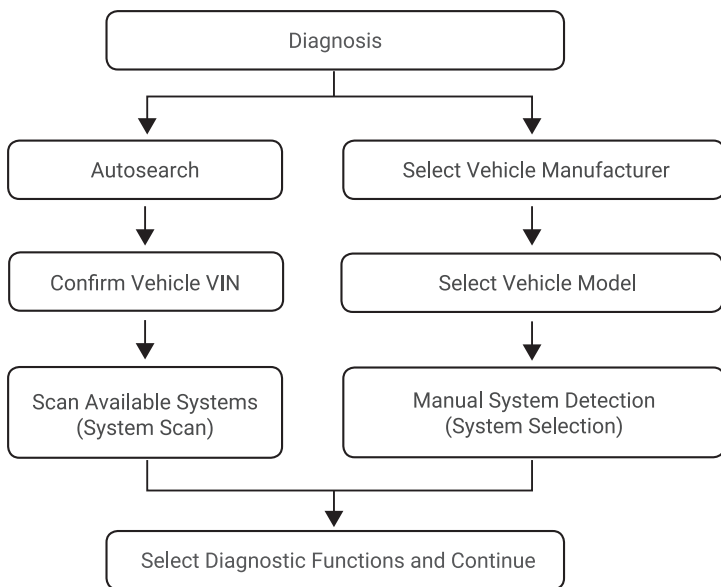 Diagnosis
Autosearch
Select Vehicle Manufacturer
Confirm Vehicle VIN
Select Vehicle Model
Scan Available Systems
(System Scan)
Manual System Detection
(System Selection)
Select Diagnostic Functions and Continue